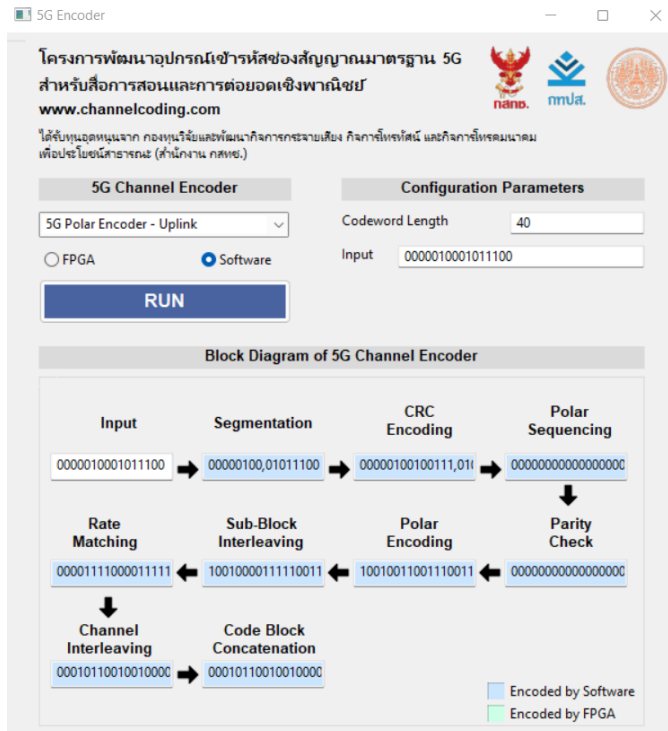 5G Encoder
โครงการพัฒนาอุปกรณ์เข้ารหัสช่องสัญญาณมาตรฐาน 5G
สำหรับสื่อการสอนและการต่อยอดเชิงพาณิชย์
www.channelcoding.com
กสทช.
กทปส.
ได้รับทุนอุดหนุนจาก กองทุนวิจัยและพัฒนากิจการกระจายเสียง กิจการโทรทัศน์ และกิจการโทรคมนาคม
เพื่อประโยชน์สาธารณะ (สำนักงาน กสทช.)
5G Channel Encoder
Configuration Parameters
5G Polar Encoder - Uplink
Codeword Length
40
FPGA
Software
Input
0000010001011100
RUN
Block Diagram of 5G Channel Encoder
Input
Segmentation
CRC
Encoding
Polar
Sequencing
0000010001011100
00000100,01011100
00000100100111,01(
00000000000000000
Rate
Matching
Sub-Block
Interleaving
Polar
Encoding
Parity
Check
00001111000011111
10010000111110011
10010011001110011
00000000000000000
Channel
Interleaving
Code Block
Concatenation
00010110010010000
00010110010010000
Encoded by Software
Encoded by FPGA